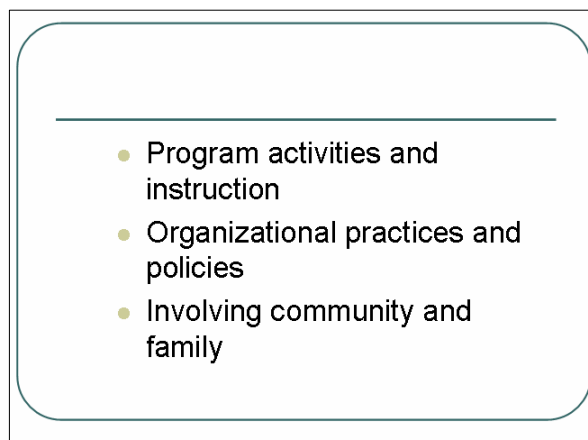 Program activities and
instruction
Organizational practices and
policies
Involving community and
family